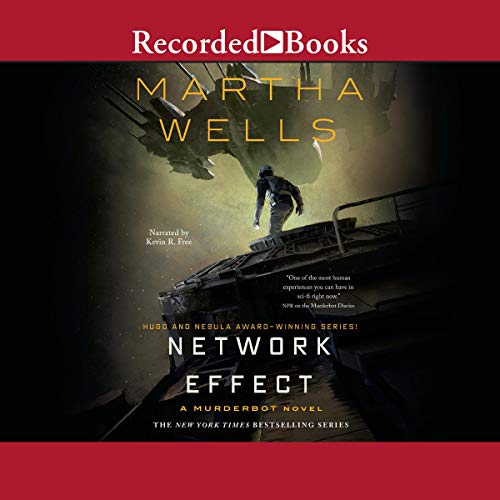 Recorded Books
MARTHA
WELLS
Narrated by
Kevin R. Free
"One of the most human
experiences you can have
in sci-fi right now."
NPR on the Murderbot Diaries
HUGO AND NEBULA AWARD-WINNING SERIES!
NETWORK
EFFECT
A MURDERBOT NOVEL
THE NEW YORK TIMES BESTSELLING SERIES